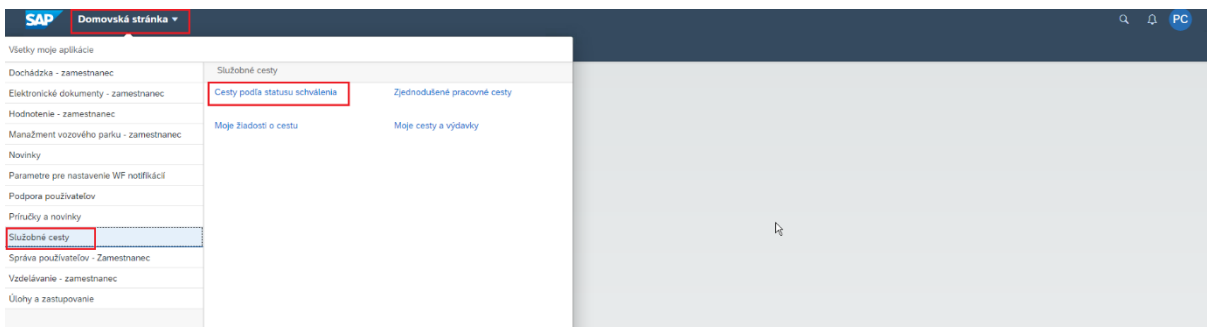 SAP Domovská stránka ▾ PC
Všetky moje aplikácie
Dochádzka - zamestnanec
Elektronické dokumenty - zamestnanec
Hodnotenie - zamestnanec
Manažment vozového parku - zamestnanec
Novinky
Parametre pre nastavenie WF notifikácií
Podpora používateľov
Príručky a novinky
Služobné cesty
Správa používateľov - Zamestnanec
Vzdelávanie - zamestnanec
Úlohy a zastupovanie
Služobné cesty
Cesty podľa statusu schválenia Zjednodušené pracovné cesty
Moje žiadosti o cestu Moje cesty a výdavky